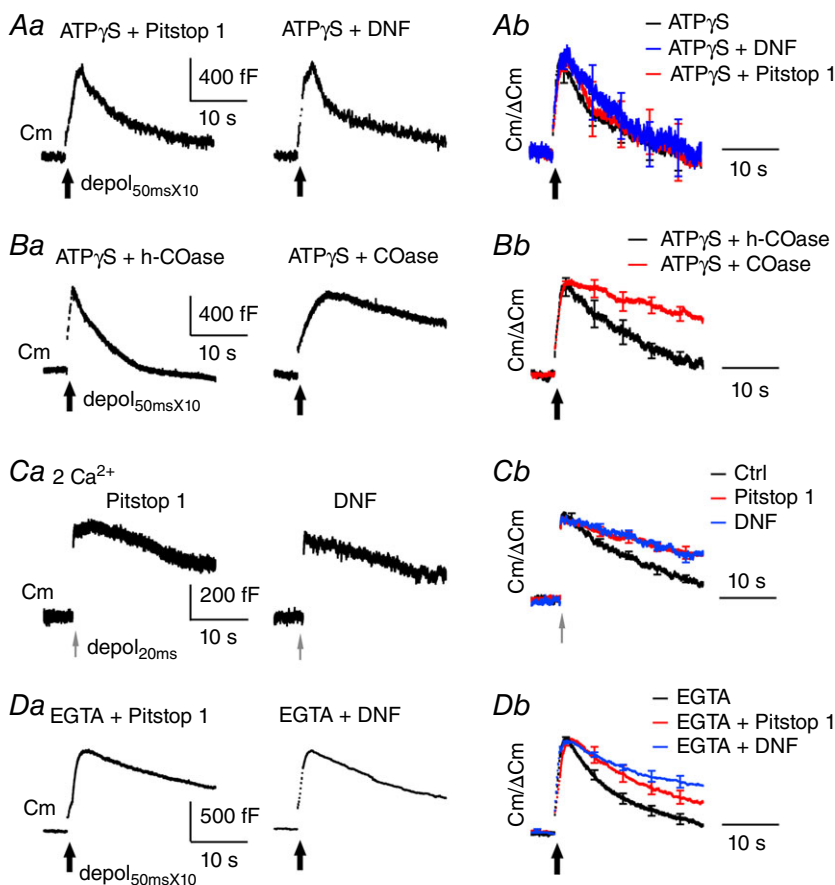 Aa
ATPγS + Pitstop 1
ATPγS + DNF
400 fF
10 s
Cm
depol50msX10
Ab
ATPγS
ATPγS + DNF
ATPγS + Pitstop 1
Cm/ΔCm
10 s
Ba
ATPγS + h-COase
ATPγS + COase
400 fF
10 s
Cm
depol50msX10
Bb
ATPγS + h-COase
ATPγS + COase
Cm/ΔCm
10 s
Ca 2 Ca²⁺
Pitstop 1
DNF
Cm
200 fF
10 s
depol20ms
Cb
Ctrl
Pitstop 1
DNF
Cm/ΔCm
10 s
Da
EGTA + Pitstop 1
EGTA + DNF
Cm
500 fF
10 s
depol50msX10
Db
EGTA
EGTA + Pitstop 1
EGTA + DNF
Cm/ΔCm
10 s